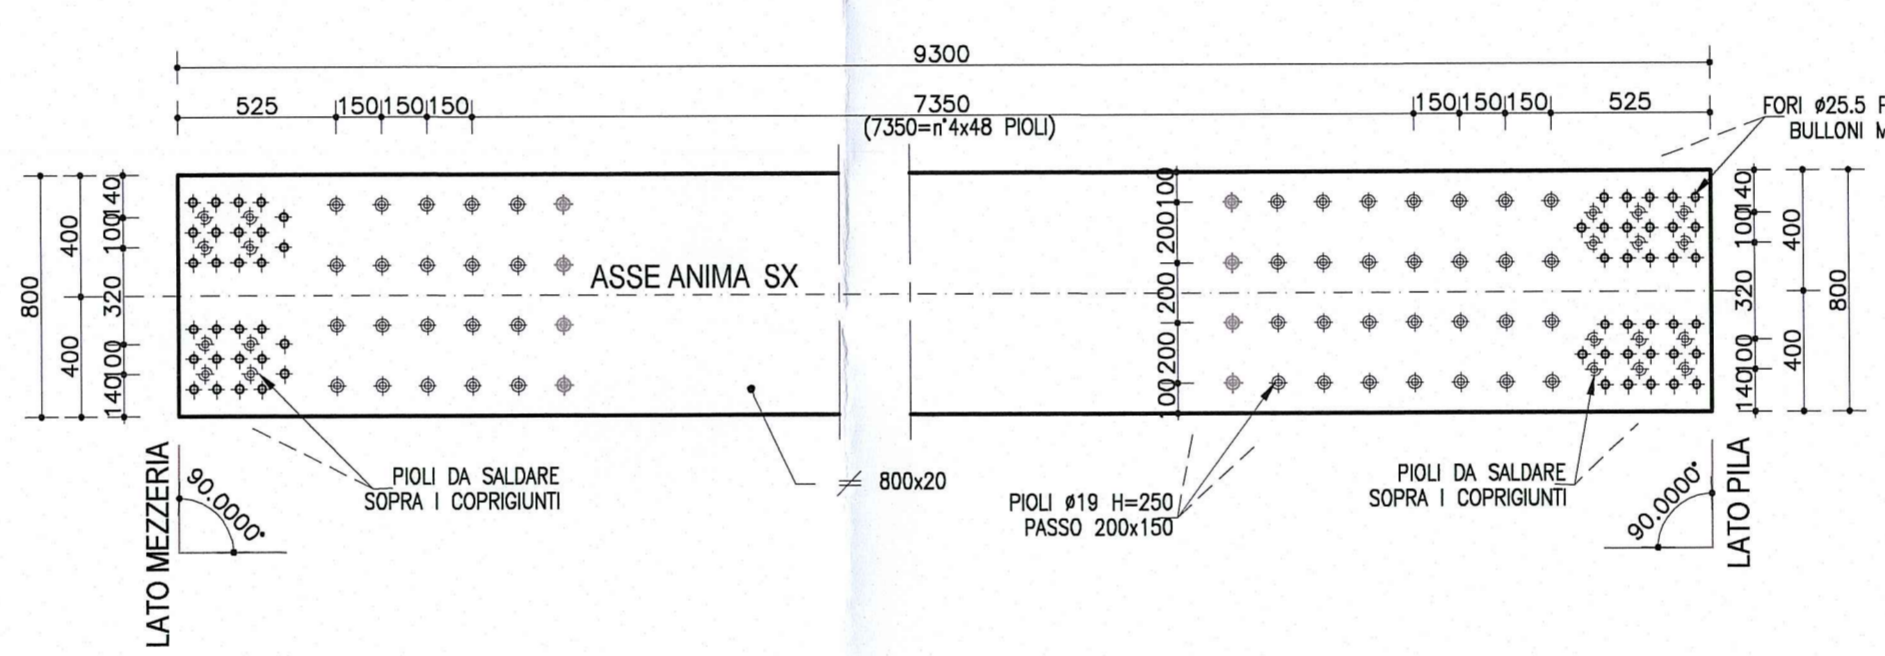 9300
525 150 150 150 7350 150 150 150 525
(7350=n°4x48 PIOLI)
FORI ø25.5
BULLONI
800
400
400
140
100
320
100
140
100
200
200
200
100
140
100
320
100
140
400
400
800
ASSE ANIMA SX
PIOLI DA SALDARE
SOPRA I COPRIGIUNTI
800x20
PIOLI ø19 H=250
PASSO 200x150
PIOLI DA SALDARE
SOPRA I COPRIGIUNTI
LATO MEZZERIA
90.0000°
90.0000°
LATO PILA